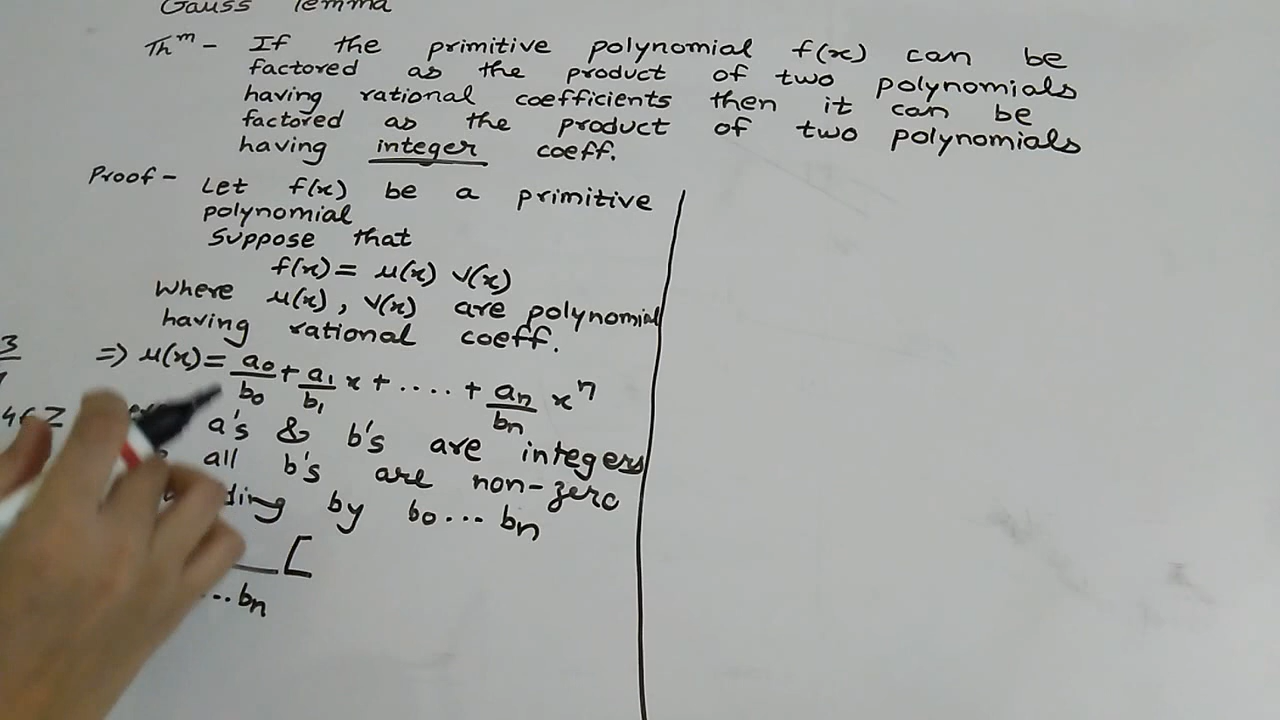 Gauss lemma
Thᵐ - If the primitive polynomial f(x) can be
factored as the product of two polynomials
having rational coefficients then it can be
factored as the product of two polynomials
having integer coeff.
Proof - Let f(x) be a primitive
polynomial
Suppose that
f(x) = u(x) v(x)
Where u(x), v(x) are polynomial
having rational coeff.
=> u(x) = a₀/b₀ + a₁/b₁ x + .... + aₙ/bₙ xⁿ
a's & b's are integers
all b's are non-zero
by b₀...bₙ
[
...bₙ
3